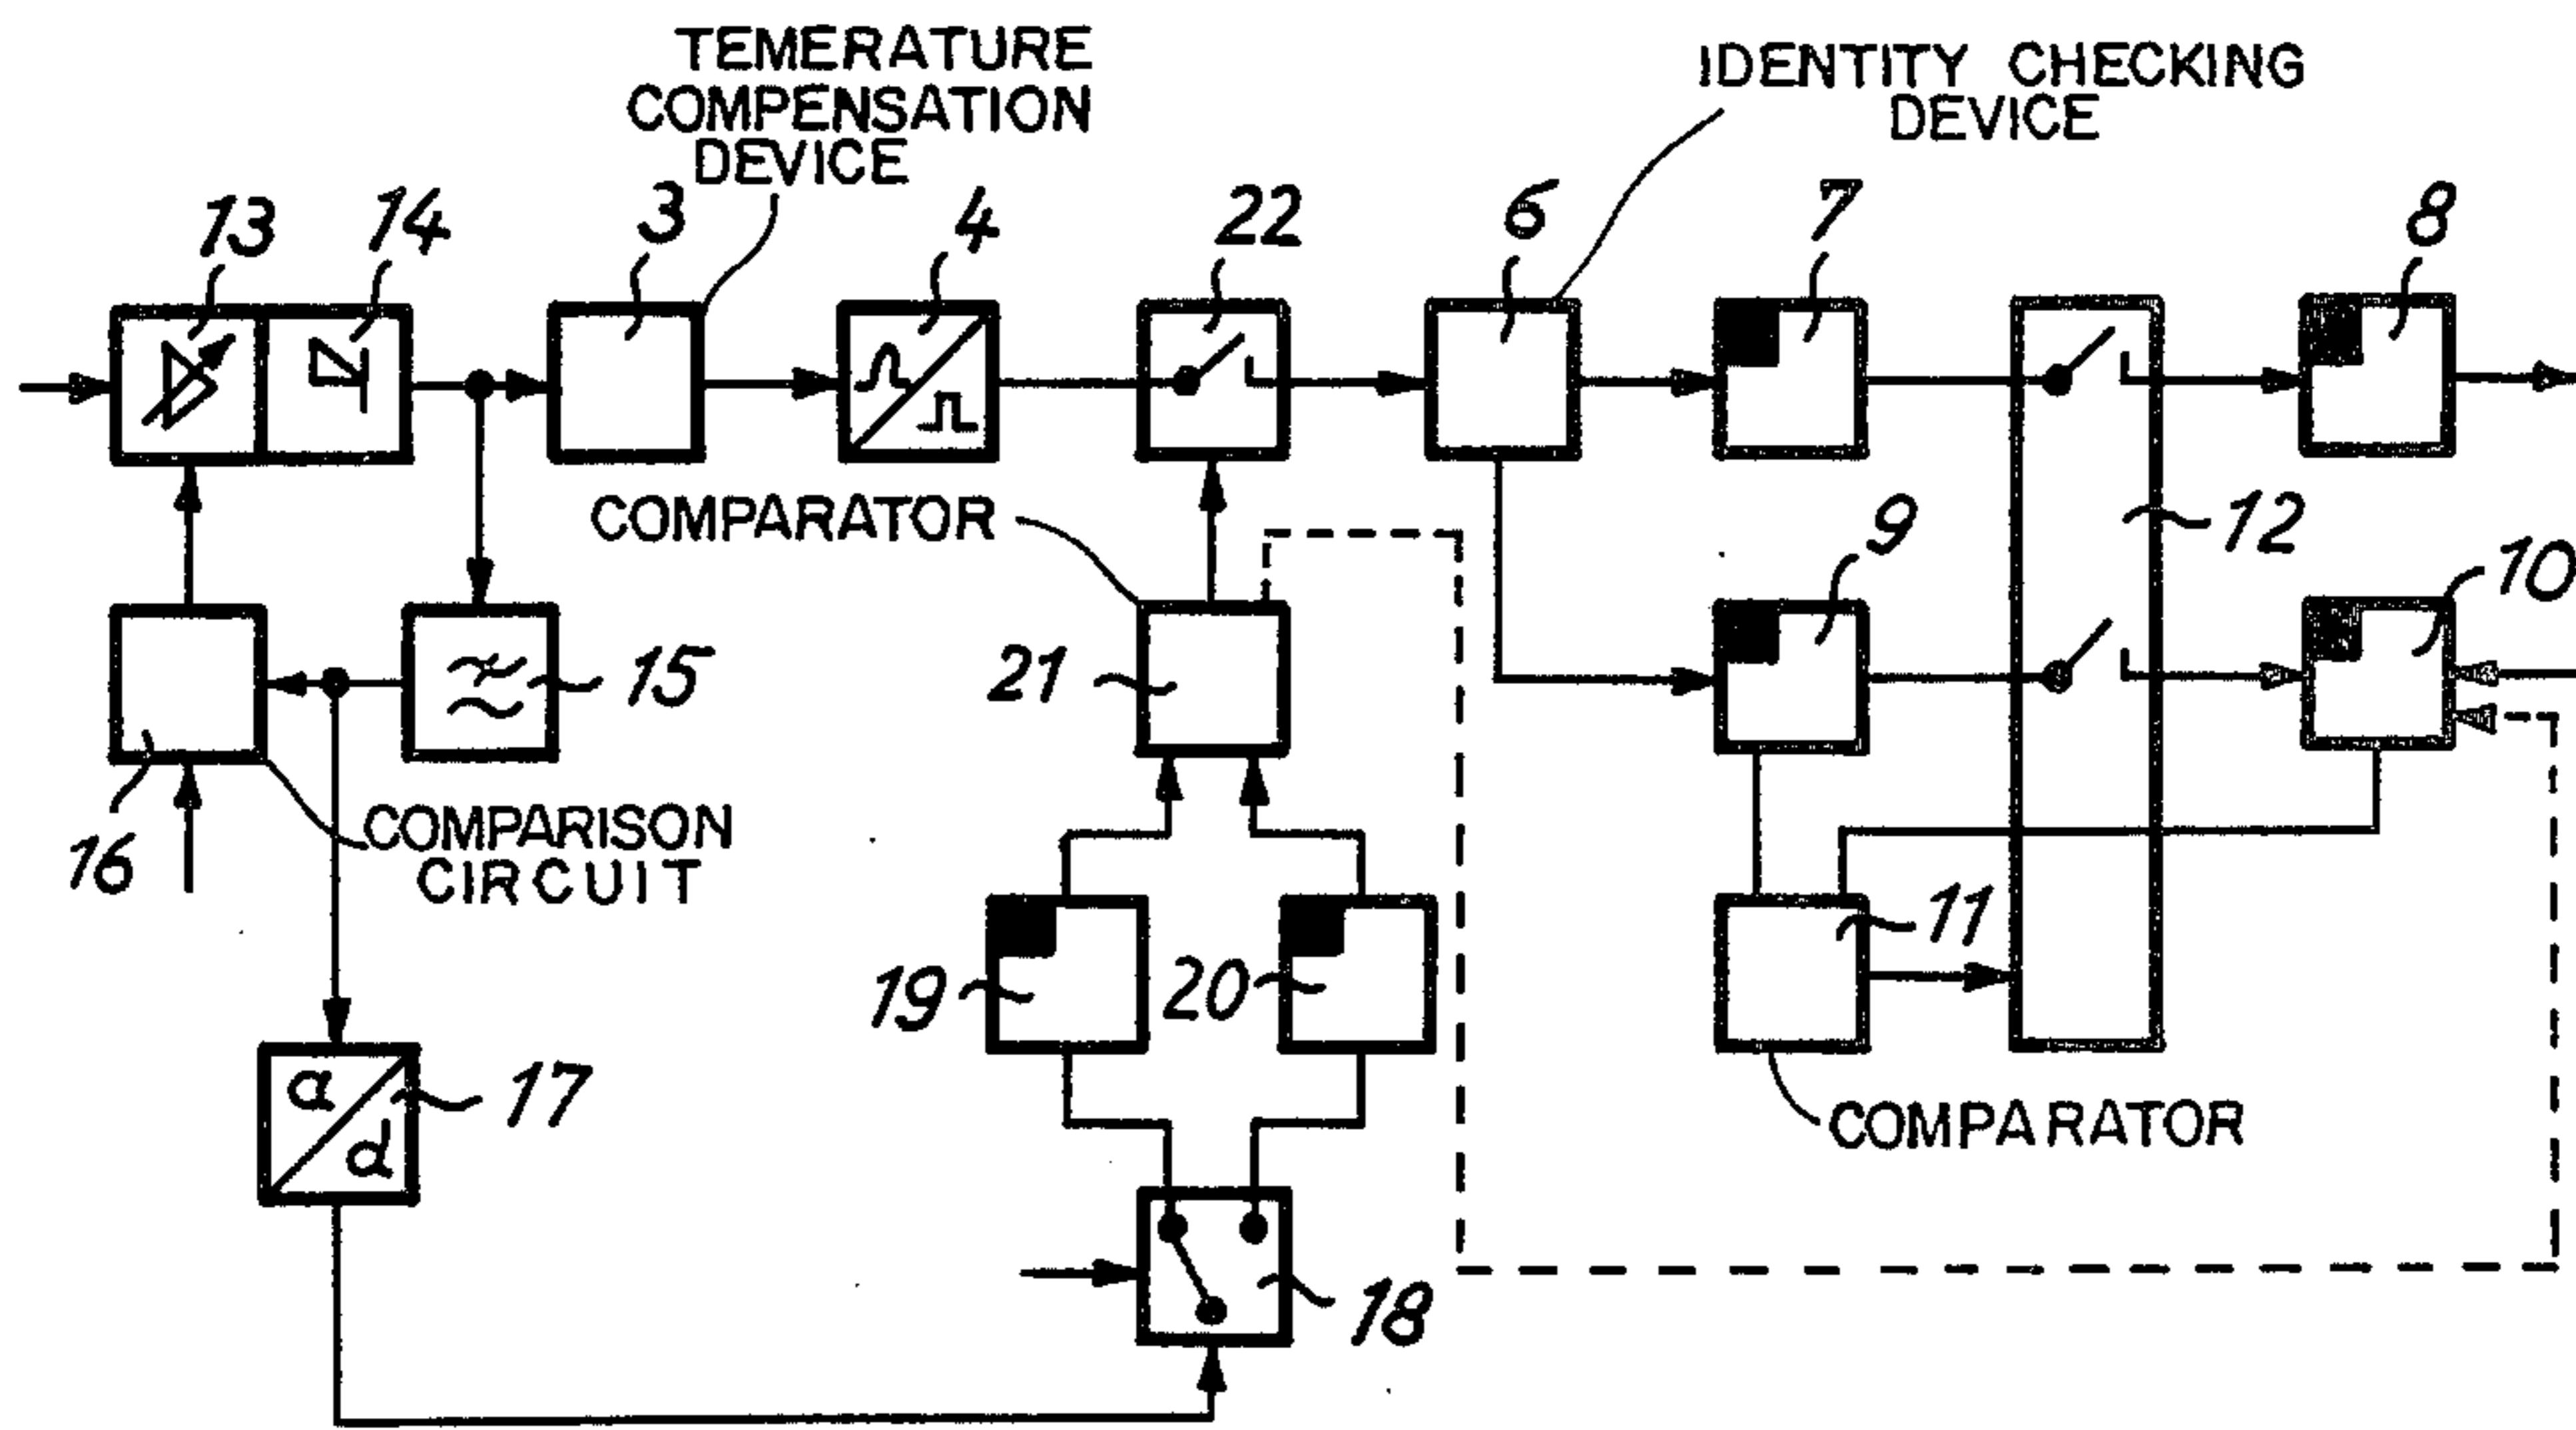 TEMERATURE
COMPENSATION
DEVICE
IDENTITY CHECKING
DEVICE
13
14
3
4
22
6
7
8
COMPARATOR
9
12
10
21
15
16
COMPARISON
CIRCUIT
11
19
20
17
a
d
COMPARATOR
18